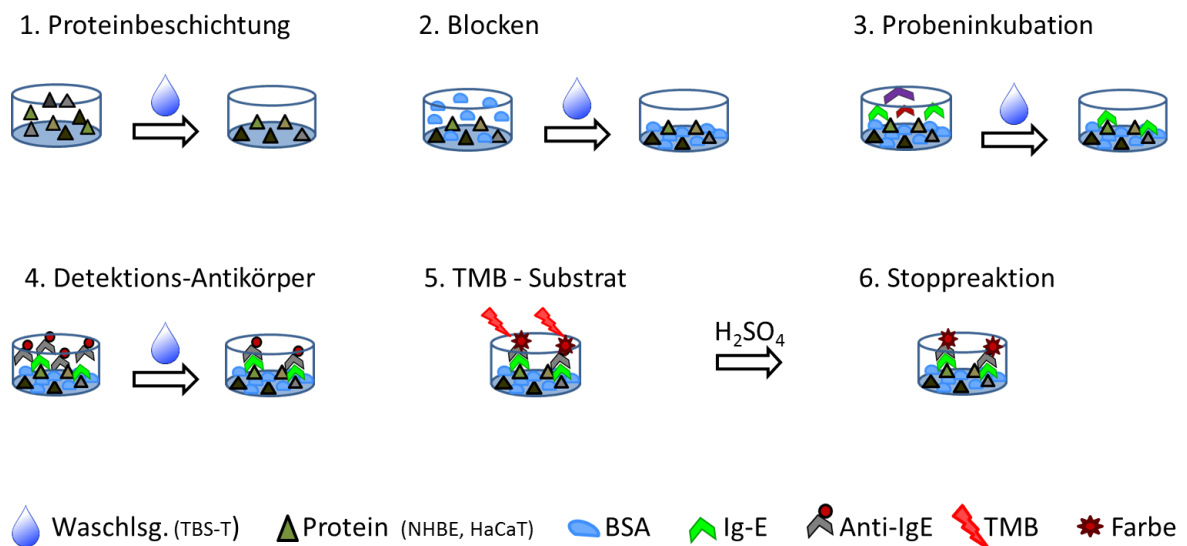 1. Proteinbeschichtung
2. Blocken
3. Probeninkubation
4. Detektions-Antikörper
5. TMB - Substrat
H₂SO₄
6. Stoppreaktion
Waschlsg. (TBS-T)
Protein (NHBE, HaCaT)
BSA
Ig-E
Anti-IgE
TMB
Farbe